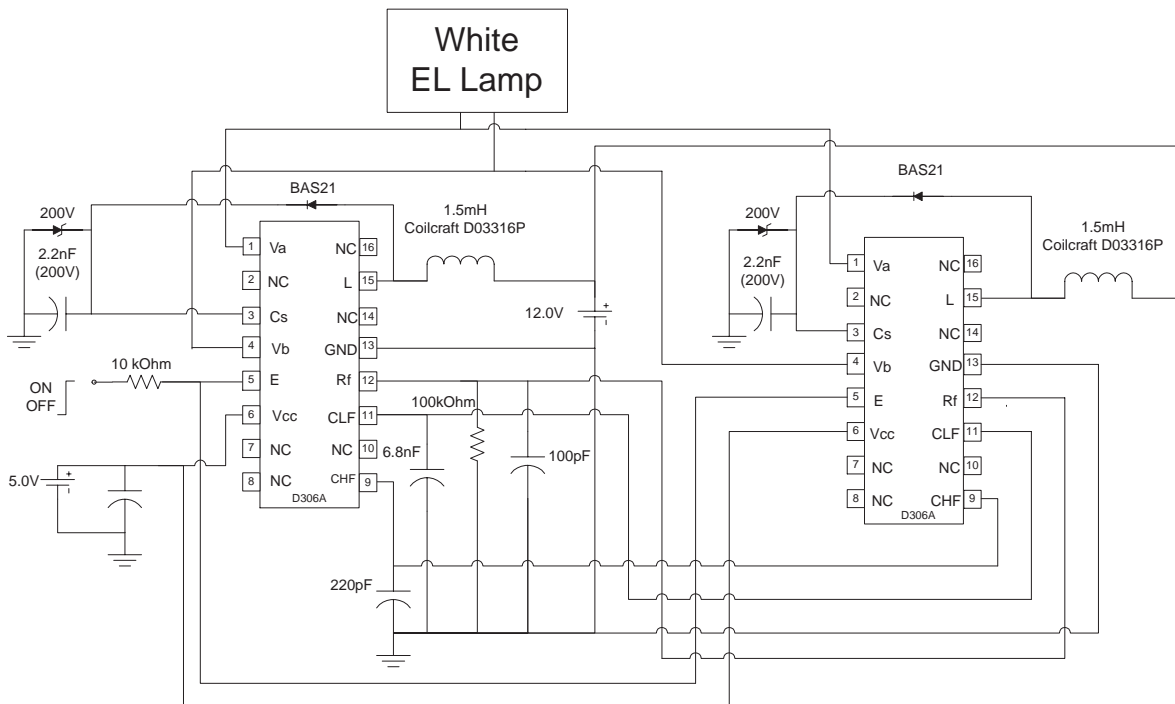 White
EL Lamp
BAS21
200V
2.2nF
(200V)
1.5mH
Coilcraft D03316P
1 Va
2 NC
3 Cs
4 Vb
5 E
6 Vcc
7 NC
8 NC
NC 16
L 15
NC 14
GND 13
Rf 12
CLF 11
NC 10
CHF 9
D306A
12.0V
+
-
10 kOhm
ON
OFF
5.0V
+
-
100kOhm
6.8nF
100pF
220pF
BAS21
200V
2.2nF
(200V)
1.5mH
Coilcraft D03316P
1 Va
2 NC
3 Cs
4 Vb
5 E
6 Vcc
7 NC
8 NC
NC 16
L 15
NC 14
GND 13
Rf 12
CLF 11
NC 10
CHF 9
D306A